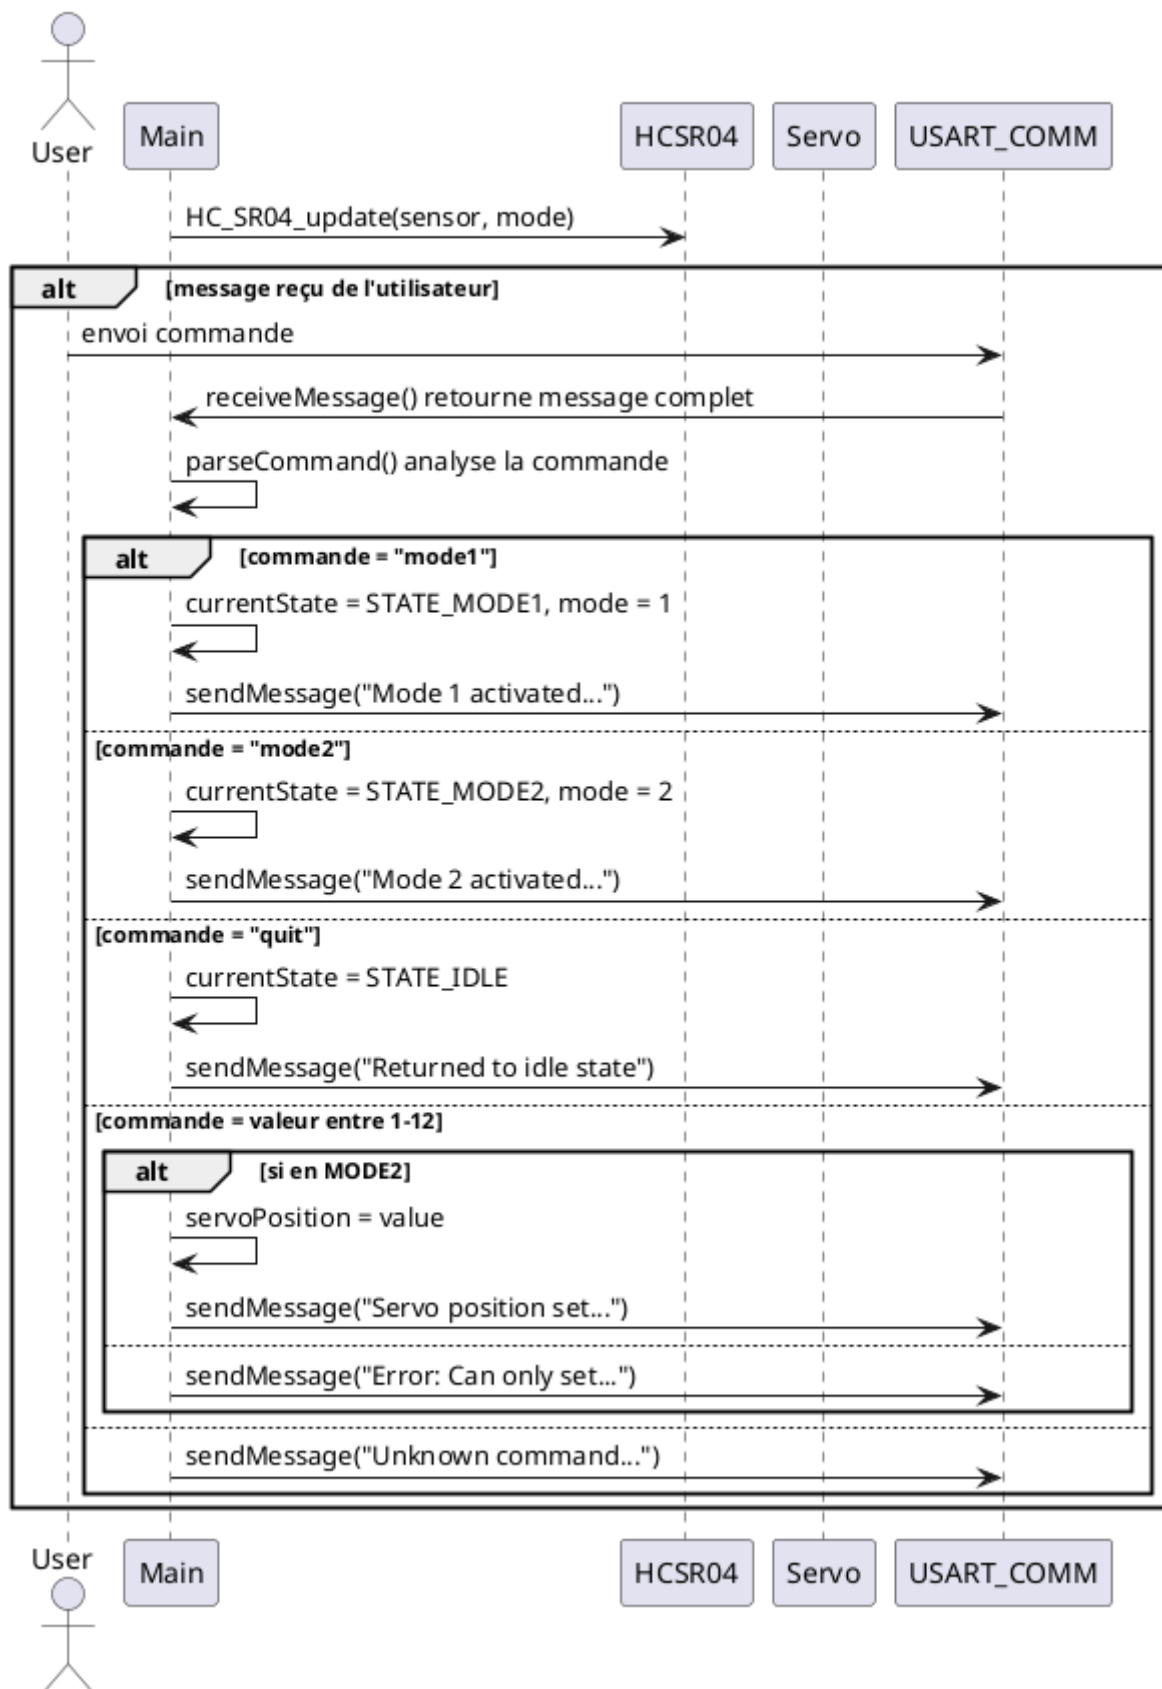 User
Main
HCSR04
Servo
USART_COMM
HC_SR04_update(sensor, mode)
alt
[message reçu de l'utilisateur]
envoi commande
receiveMessage() retourne message complet
parseCommand() analyse la commande
alt
[commande = "mode1"]
currentState = STATE_MODE1, mode = 1
sendMessage("Mode 1 activated...")
[commande = "mode2"]
currentState = STATE_MODE2, mode = 2
sendMessage("Mode 2 activated...")
[commande = "quit"]
currentState = STATE_IDLE
sendMessage("Returned to idle state")
[commande = valeur entre 1-12]
alt
[si en MODE2]
servoPosition = value
sendMessage("Servo position set...")
sendMessage("Error: Can only set...")
sendMessage("Unknown command...")
User
Main
HCSR04
Servo
USART_COMM